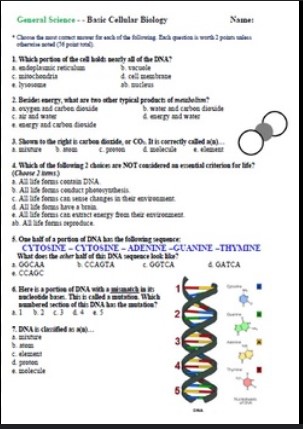 General Science - - Basic Cellular Biology Name:
* Choose the most correct answer for each of the following. Each question is worth 2 points unless
otherwise noted (56 point total).
1. Which portion of the cell holds nearly all of the DNA?
a. endoplasmic reticulum b. vacuole
c. mitochondria d. cell membrane
e. lysosome ab. nucleus
2. Besides energy, what are two other typical products of metabolism?
a. oxygen and carbon dioxide b. water and carbon dioxide
c. air and water d. energy and water
e. energy and carbon dioxide
3. Shown to the right is carbon dioxide, or CO₂. It is correctly called a(n)…
a. mixture b. atom c. proton d. molecule e. element
4. Which of the following 2 choices are NOT considered an essential criterion for life?
(Choose 2 items.)
a. All life forms contain DNA.
b. All life forms conduct photosynthesis.
c. All life forms can sense changes in their environment.
d. All life forms have a brain.
e. All life forms can extract energy from their environment.
ab. All life forms reproduce.
5. One half of a portion of DNA has the following sequence:
CYTOSINE – CYTOSINE – ADENINE –GUANINE –THYMINE
What does the other half of this DNA sequence look like?
a. GGCAA b. CCAGTA c. GGTCA d. GATCA
e. CCAGC
6. Here is a portion of DNA with a mismatch in its
nucleotide bases. This is called a mutation. Which
numbered section of this DNA has the mutation?
a. 1 b. 2 c. 3 d. 4 e. 5
7. DNA is classified as a(n)…
a. mixture
b. atom
c. element
d. proton
e. molecule
1
2
3
4
5
Cytosine
Guanine
Adenine
Thymine
DNA